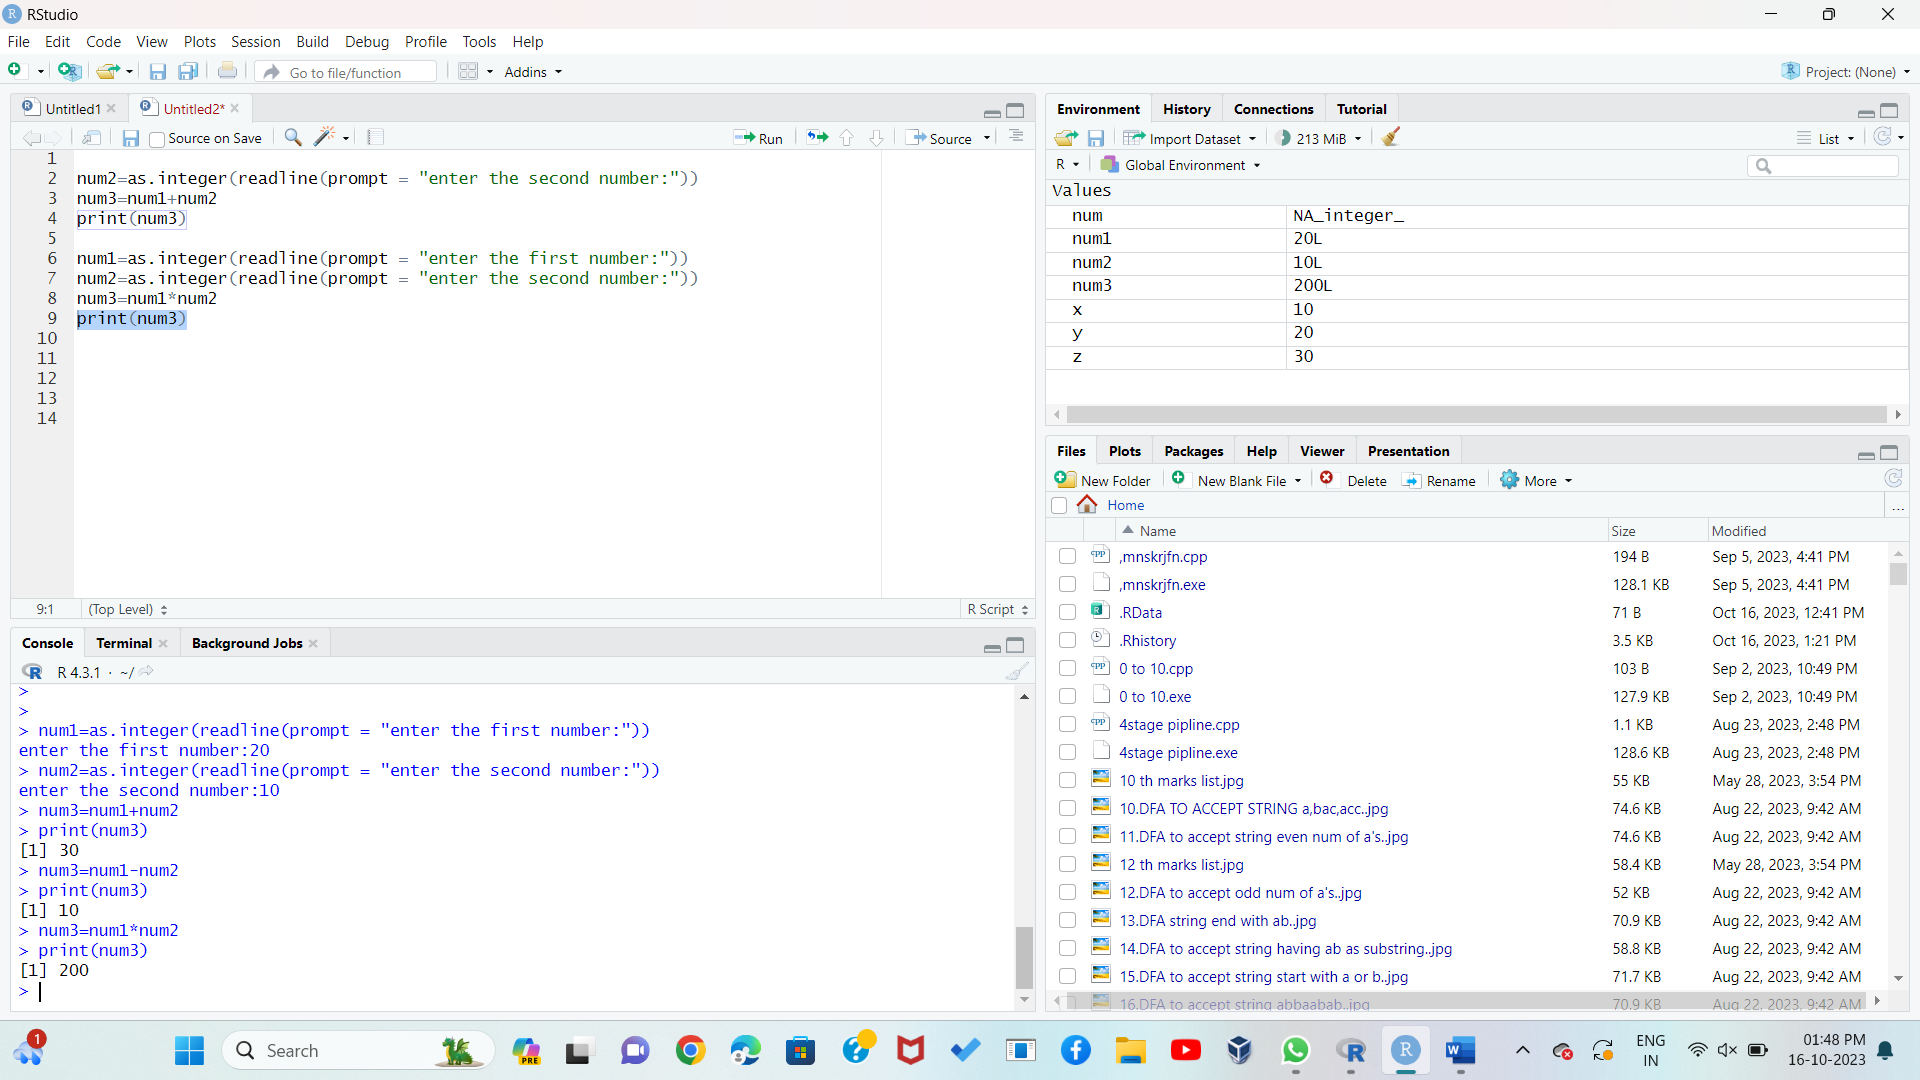 RStudio
File Edit Code View Plots Session Build Debug Profile Tools Help
Go to file/function Addins Project: (None)
Untitled1 Untitled2*
Source on Save Run Source
1
2 num2=as.integer(readline(prompt = "enter the second number:"))
3 num3=num1+num2
4 print(num3)
5
6 num1=as.integer(readline(prompt = "enter the first number:"))
7 num2=as.integer(readline(prompt = "enter the second number:"))
8 num3=num1*num2
9 print(num3)
10
11
12
13
14
9:1 (Top Level) R Script
Console Terminal Background Jobs
R 4.3.1 · ~/
>
>
> num1=as.integer(readline(prompt = "enter the first number:"))
enter the first number:20
> num2=as.integer(readline(prompt = "enter the second number:"))
enter the second number:10
> num3=num1+num2
> print(num3)
[1] 30
> num3=num1-num2
> print(num3)
[1] 10
> num3=num1*num2
> print(num3)
[1] 200
>
Environment History Connections Tutorial
Import Dataset 213 MiB List
R Global Environment
Values
num NA_integer_
num1 20L
num2 10L
num3 200L
x 10
y 20
z 30
Files Plots Packages Help Viewer Presentation
New Folder New Blank File Delete Rename More
Home ...
Name Size Modified
,mnskrjfn.cpp 194 B Sep 5, 2023, 4:41 PM
,mnskrjfn.exe 128.1 KB Sep 5, 2023, 4:41 PM
.RData 71 B Oct 16, 2023, 12:41 PM
.Rhistory 3.5 KB Oct 16, 2023, 1:21 PM
0 to 10.cpp 103 B Sep 2, 2023, 10:49 PM
0 to 10.exe 127.9 KB Sep 2, 2023, 10:49 PM
4stage pipline.cpp 1.1 KB Aug 23, 2023, 2:48 PM
4stage pipline.exe 128.6 KB Aug 23, 2023, 2:48 PM
10 th marks list.jpg 55 KB May 28, 2023, 3:54 PM
10.DFA TO ACCEPT STRING a,bac,acc..jpg 74.6 KB Aug 22, 2023, 9:42 AM
11.DFA to accept string even num of a's..jpg 74.6 KB Aug 22, 2023, 9:42 AM
12 th marks list.jpg 58.4 KB May 28, 2023, 3:54 PM
12.DFA to accept odd num of a's..jpg 52 KB Aug 22, 2023, 9:42 AM
13.DFA string end with ab..jpg 70.9 KB Aug 22, 2023, 9:42 AM
14.DFA to accept string having ab as substring..jpg 58.8 KB Aug 22, 2023, 9:42 AM
15.DFA to accept string start with a or b..jpg 71.7 KB Aug 22, 2023, 9:42 AM
16.DFA to accept string abbaabab..jpg 70.9 KB Aug 22, 2023, 9:42 AM
1 Search PRE ENG 01:48 PM
IN 16-10-2023